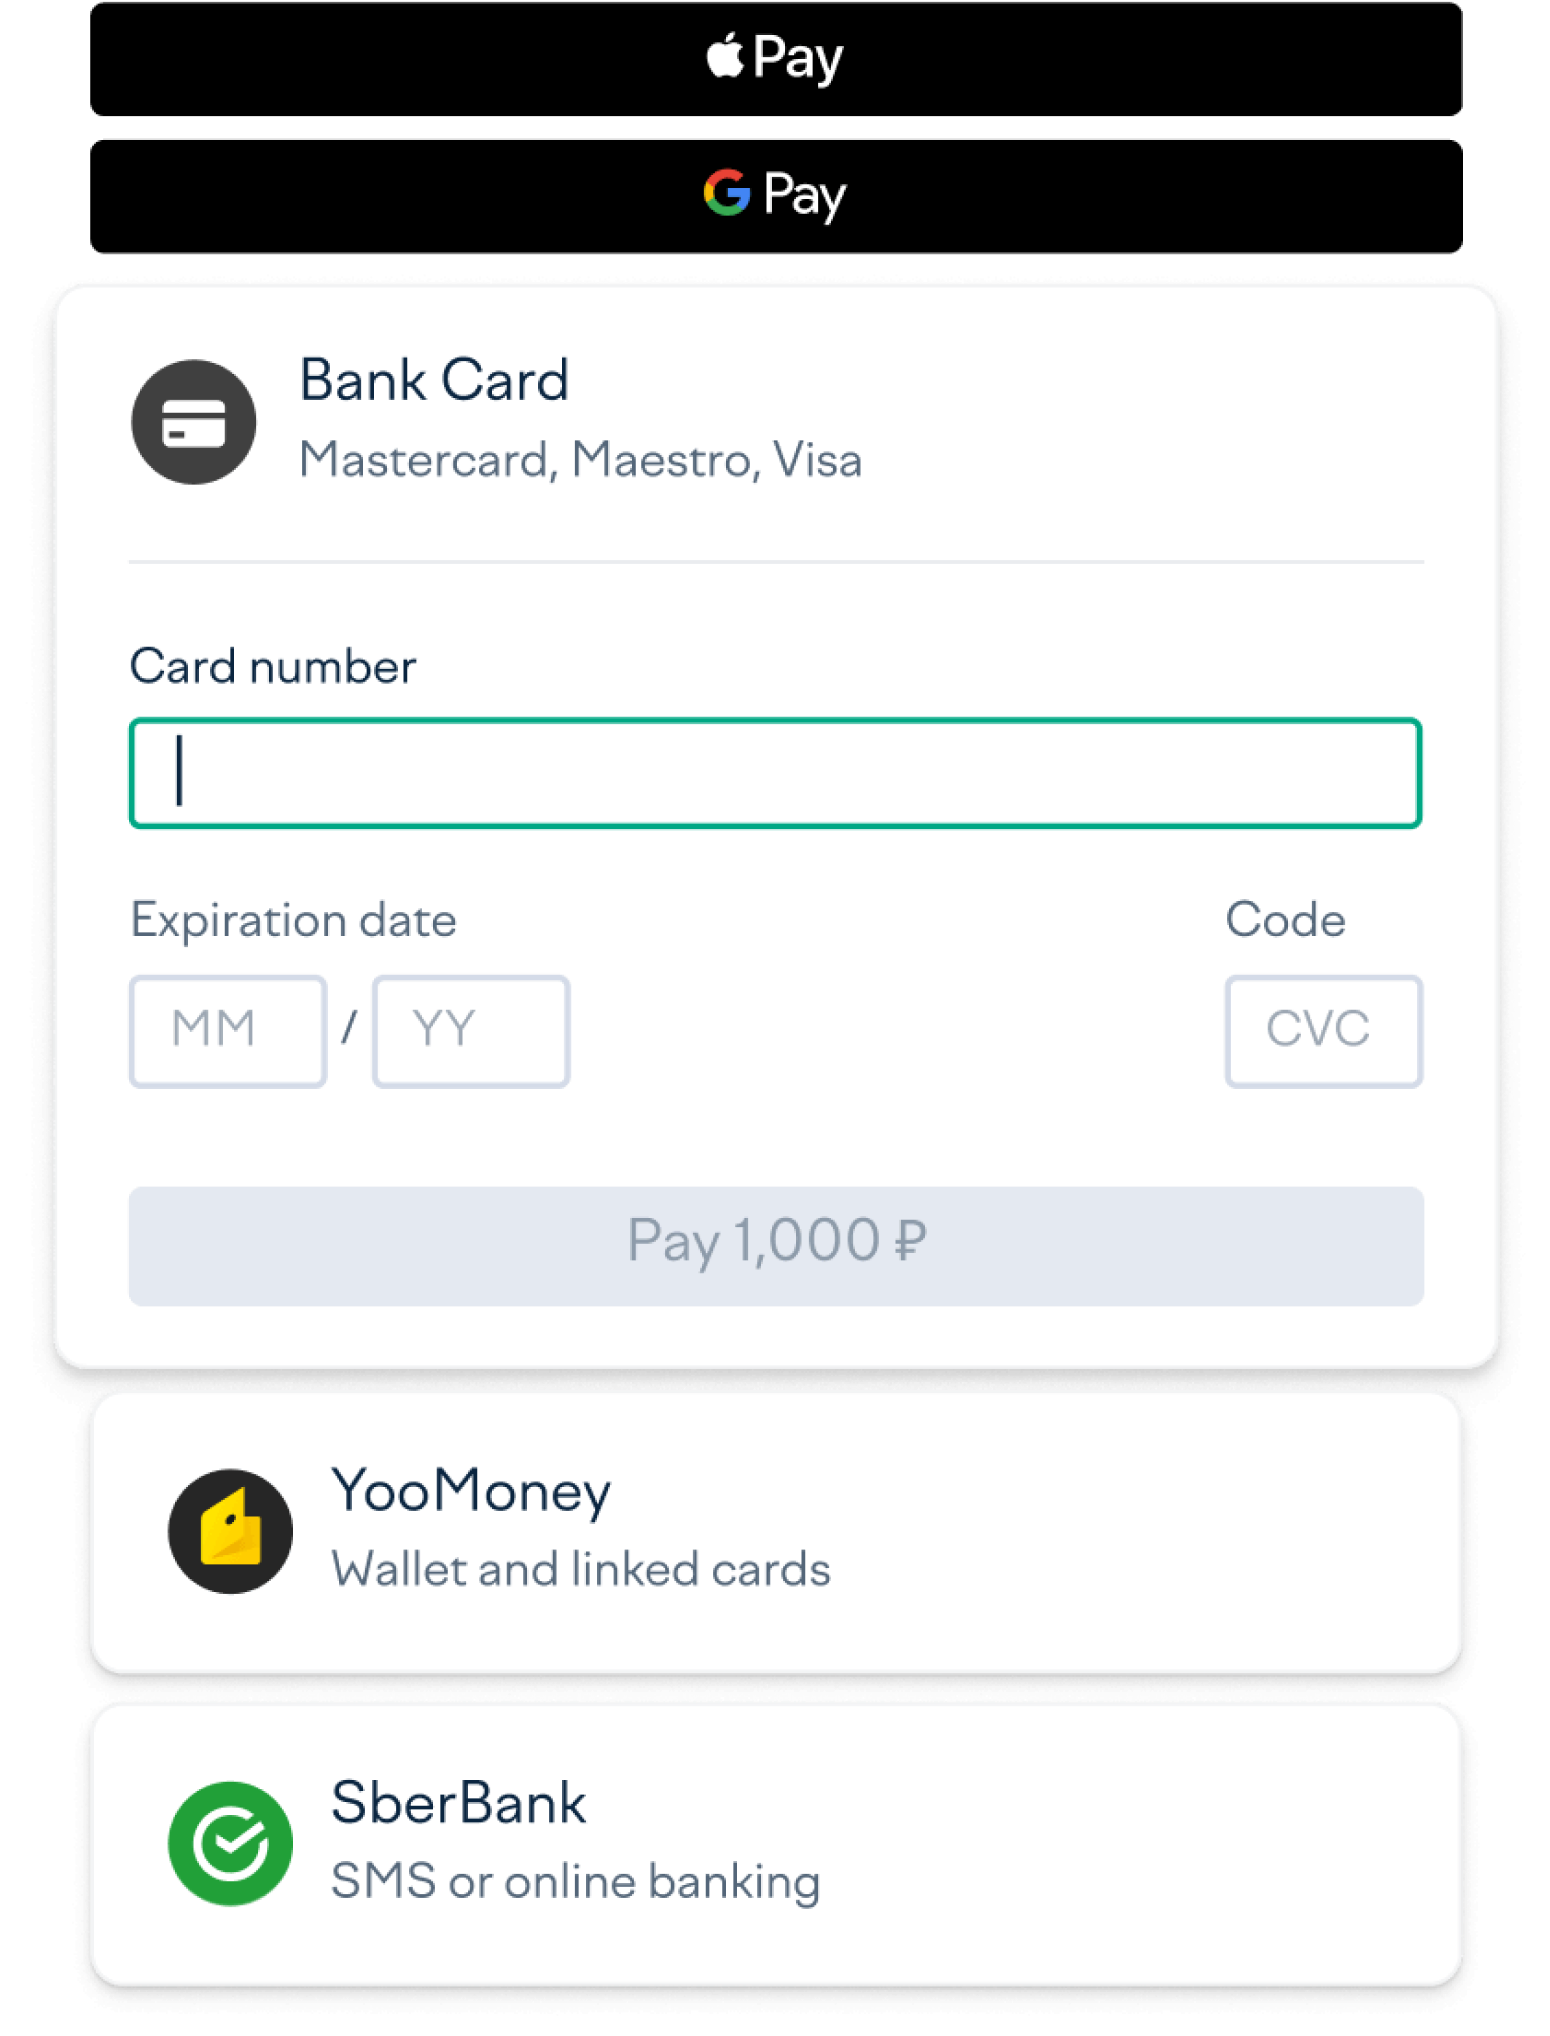 Pay
G Pay
Bank Card
Mastercard, Maestro, Visa
Card number
Expiration date
Code
MM / YY
CVC
Pay 1,000 ₽
YooMoney
Wallet and linked cards
SberBank
SMS or online banking